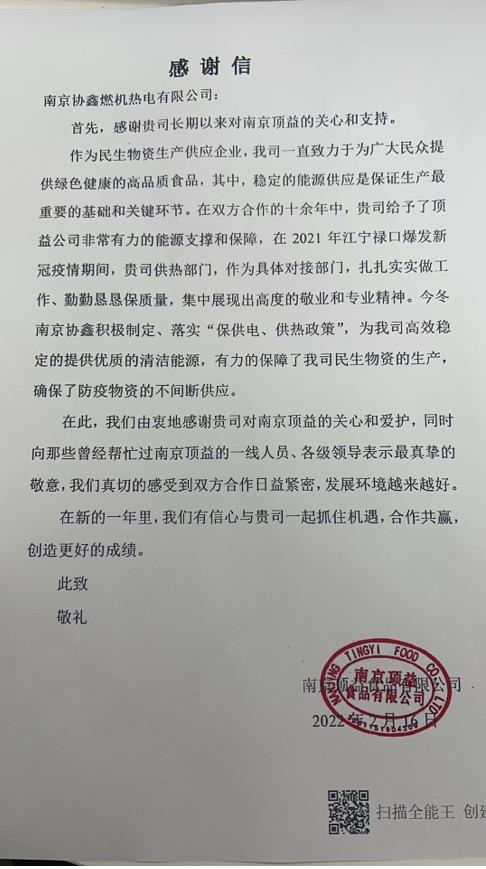 感谢信
南京协鑫燃机热电有限公司：
首先，感谢贵司长期以来对南京顶益的关心和支持。
作为民生物资生产供应企业，我司一直致力于为广大民众提
供绿色健康的高品质食品，其中，稳定的能源供应是保证生产最
重要的基础和关键环节。在双方合作的十余年中，贵司给予了顶
益公司非常有力的能源支撑和保障，在 2021 年江宁禄口爆发新
冠疫情期间，贵司供热部门，作为具体对接部门，扎扎实实做工
作、勤勤恳恳保质量，集中展现出高度的敬业和专业精神。今冬
南京协鑫积极制定、落实“保供电、供热政策”，为我司高效稳
定的提供优质的清洁能源，有力的保障了我司民生物资的生产，
确保了防疫物资的不间断供应。
在此，我们由衷地感谢贵司对南京顶益的关心和爱护，同时
向那些曾经帮忙过南京顶益的一线人员、各级领导表示最真挚的
敬意，我们真切的感受到双方合作日益紧密，发展环境越来越好。
在新的一年里，我们有信心与贵司一起抓住机遇，合作共赢，
创造更好的成绩。
此致
敬礼
南京顶益食品有限公司
2022 年 2 月 16 日
NANJING TINGYI FOOD CO., LTD
南京顶益
食品有限公司
扫描全能王 创建